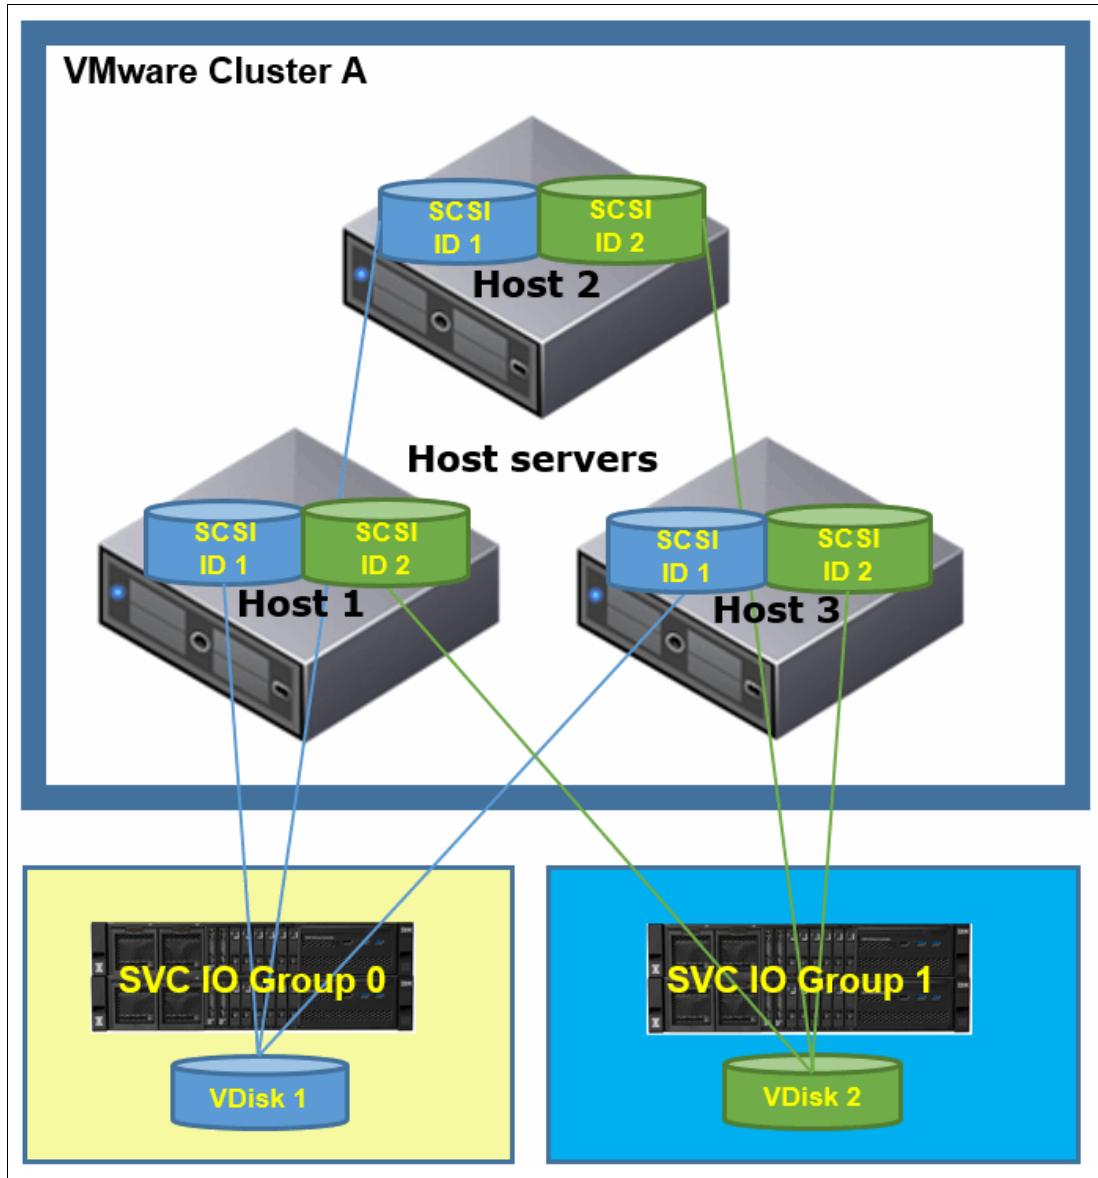 VMware Cluster A
SCSI
ID 1
SCSI
ID 2
Host 2
Host servers
SCSI
ID 1
SCSI
ID 2
Host 1
SCSI
ID 1
SCSI
ID 2
Host 3
SVC IO Group 0
VDisk 1
SVC IO Group 1
VDisk 2